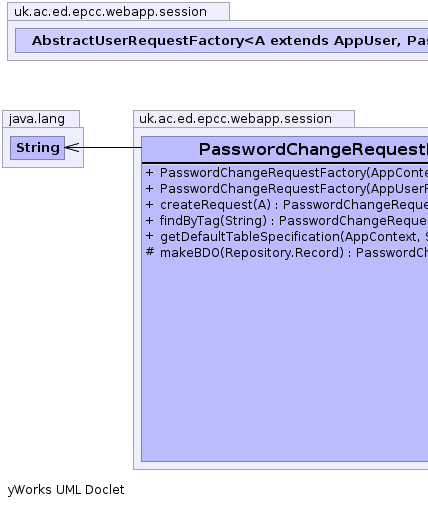 uk.ac.ed.epcc.webapp.session
AbstractUserRequestFactory<A extends AppUser, Pas
java.lang
String
uk.ac.ed.epcc.webapp.session
PasswordChangeRequest
+ PasswordChangeRequestFactory(AppConte
+ PasswordChangeRequestFactory(AppUserF
+ createRequest(A) : PasswordChangeReque
+ findByTag(String) : PasswordChangeReque
+ getDefaultTableSpecification(AppContext, S
# makeBDO(Repository.Record) : PasswordCh
yWorks UML Doclet